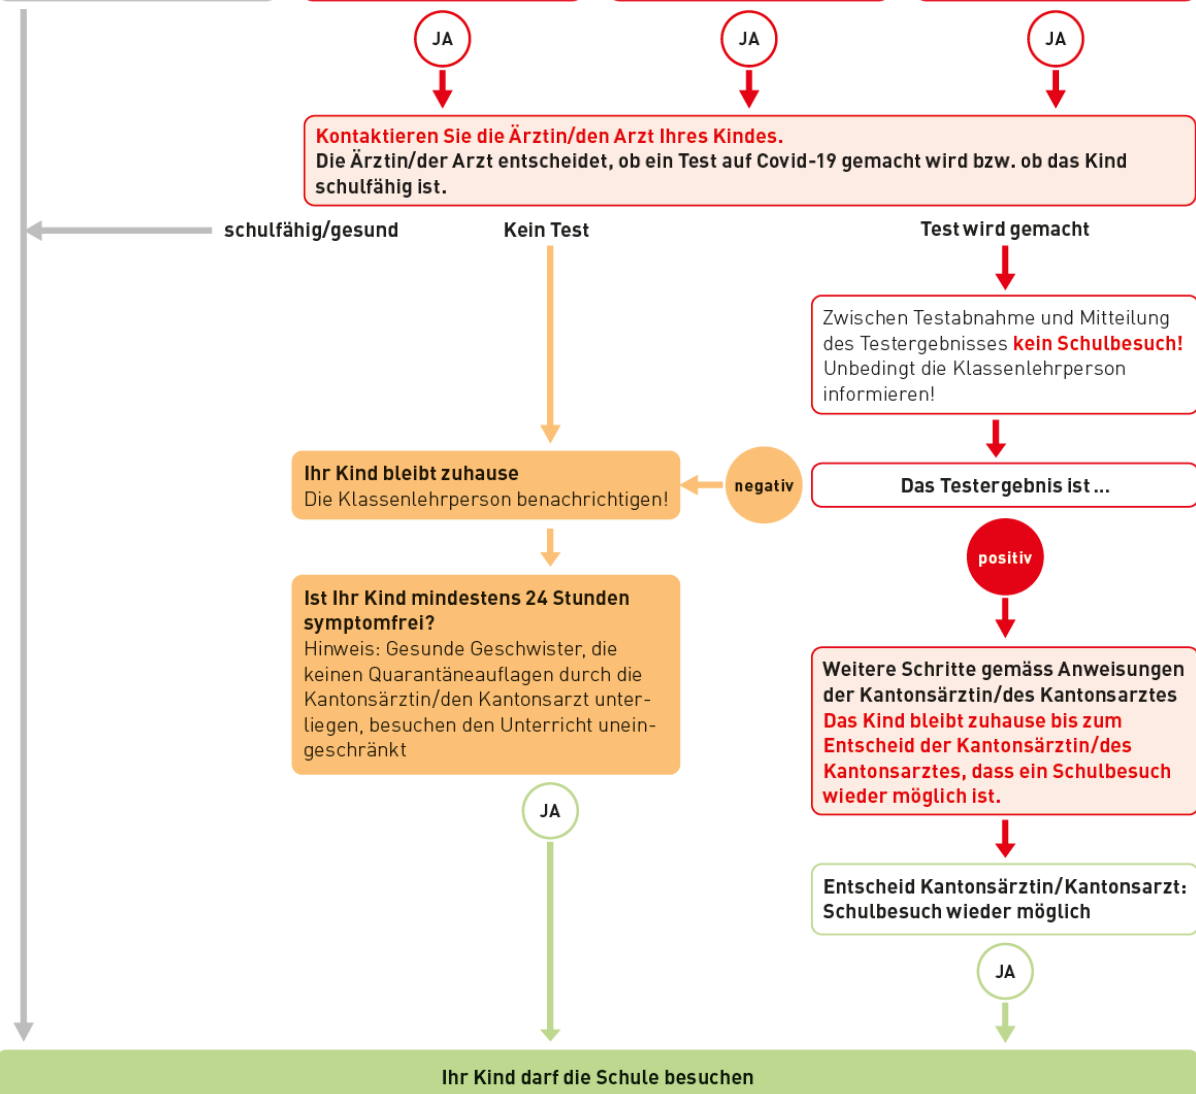 JA
JA
JA
Kontaktieren Sie die Ärztin/den Arzt Ihres Kindes.
Die Ärztin/der Arzt entscheidet, ob ein Test auf Covid-19 gemacht wird bzw. ob das Kind
schulfähig ist.
schulfähig/gesund
Kein Test
Test wird gemacht
Zwischen Testabnahme und Mitteilung
des Testergebnisses kein Schulbesuch!
Unbedingt die Klassenlehrperson
informieren!
Ihr Kind bleibt zuhause
Die Klassenlehrperson benachrichtigen!
negativ
Das Testergebnis ist ...
positiv
Ist Ihr Kind mindestens 24 Stunden
symptomfrei?
Hinweis: Gesunde Geschwister, die
keinen Quarantäneauflagen durch die
Kantonsärztin/den Kantonsarzt unter-
liegen, besuchen den Unterricht unein-
geschränkt
Weitere Schritte gemäss Anweisungen
der Kantonsärztin/des Kantonsarztes
Das Kind bleibt zuhause bis zum
Entscheid der Kantonsärztin/des
Kantonsarztes, dass ein Schulbesuch
wieder möglich ist.
JA
Entscheid Kantonsärztin/Kantonsarzt:
Schulbesuch wieder möglich
JA
Ihr Kind darf die Schule besuchen